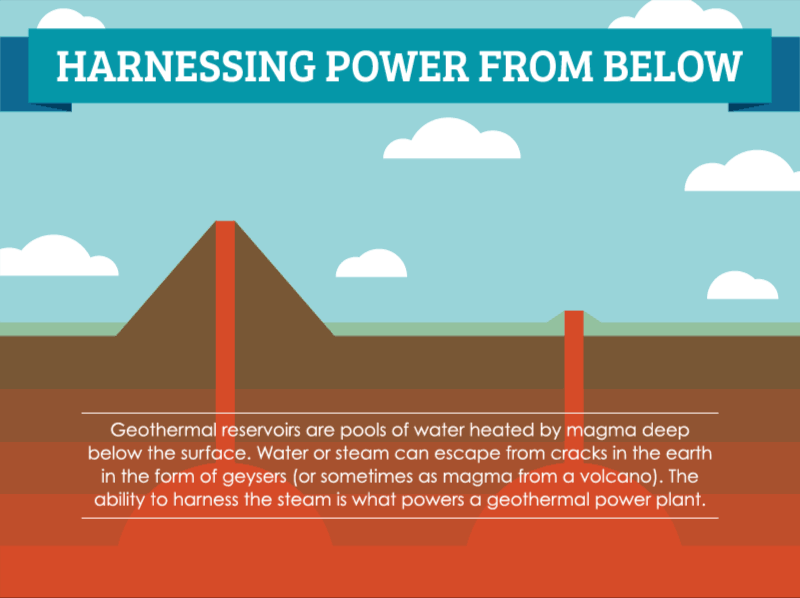 HARNESSING POWER FROM BELOW
Geothermal reservoirs are pools of water heated by magma deep
below the surface. Water or steam can escape from cracks in the earth
in the form of geysers (or sometimes as magma from a volcano). The
ability to harness the steam is what powers a geothermal power plant.